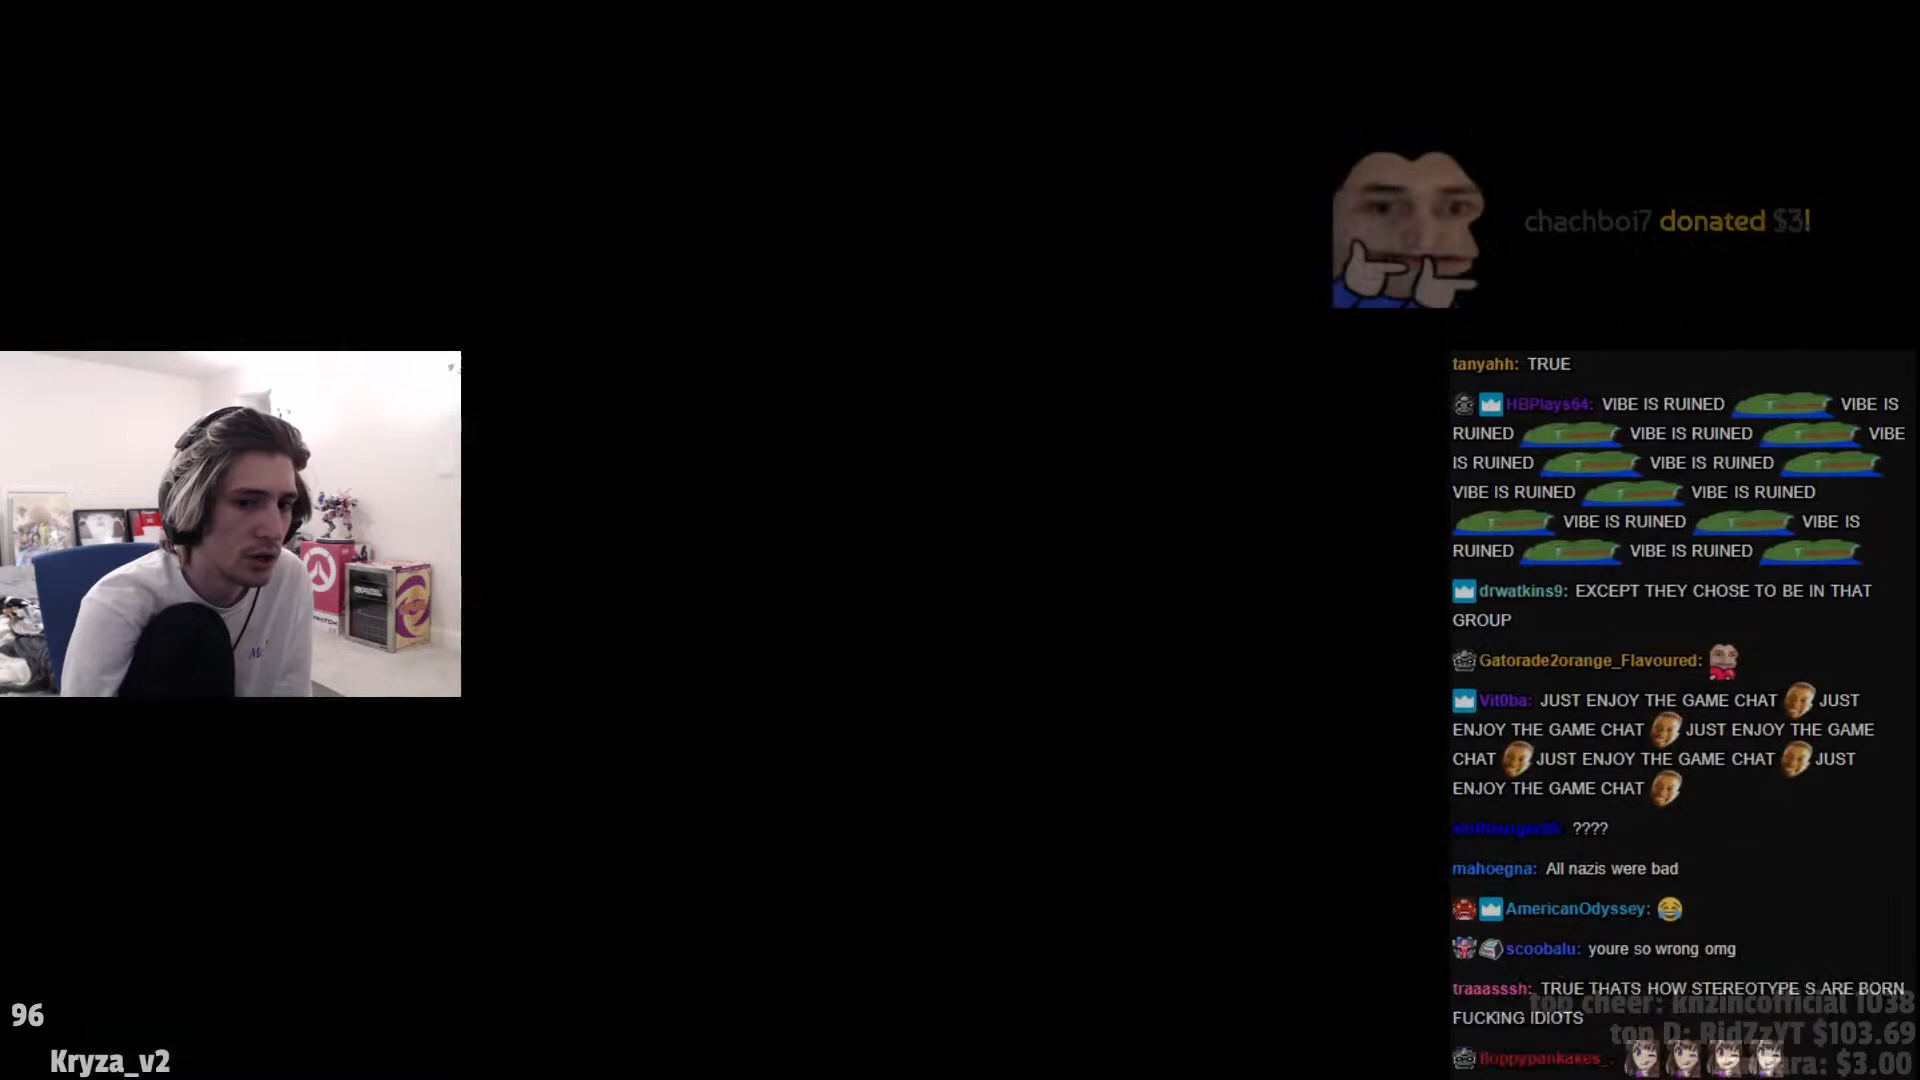 chachboi7 donated $3!
tanyahh: TRUE
HBPlays64: VIBE IS RUINED VIBE IS
RUINED VIBE IS RUINED VIBE
IS RUINED VIBE IS RUINED
VIBE IS RUINED VIBE IS RUINED
VIBE IS RUINED VIBE IS
RUINED VIBE IS RUINED
drwatkins9: EXCEPT THEY CHOSE TO BE IN THAT
GROUP
Gatorade2orange_Flavoured:
Vit0ba: JUST ENJOY THE GAME CHAT JUST
ENJOY THE GAME CHAT JUST ENJOY THE GAME
CHAT JUST ENJOY THE GAME CHAT JUST
ENJOY THE GAME CHAT
????
mahoegna: All nazis were bad
AmericanOdyssey:
scoobalu: youre so wrong omg
traaasssh: TRUE THATS HOW STEREOTYPE S ARE BORN
FUCKING IDIOTS
top cheer: knzincofficial 1038
top D: RidZzYT $103.69
floppypankakes_:
$3.00
96
Kryza_v2